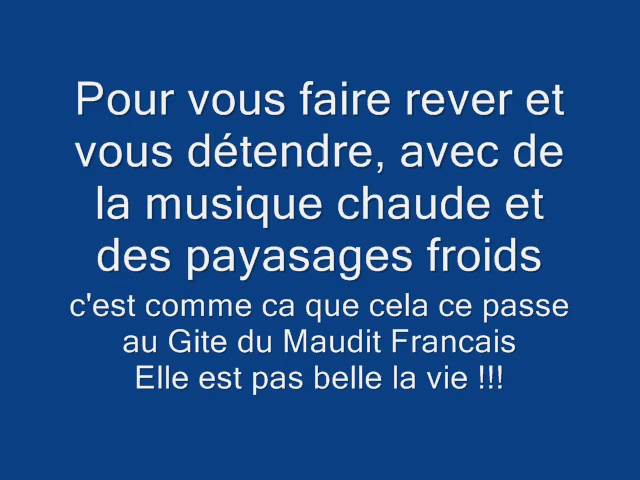 Pour vous faire rever et
vous détendre, avec de
la musique chaude et
des payasages froids
c'est comme ca que cela ce passe
au Gite du Maudit Francais
Elle est pas belle la vie !!!